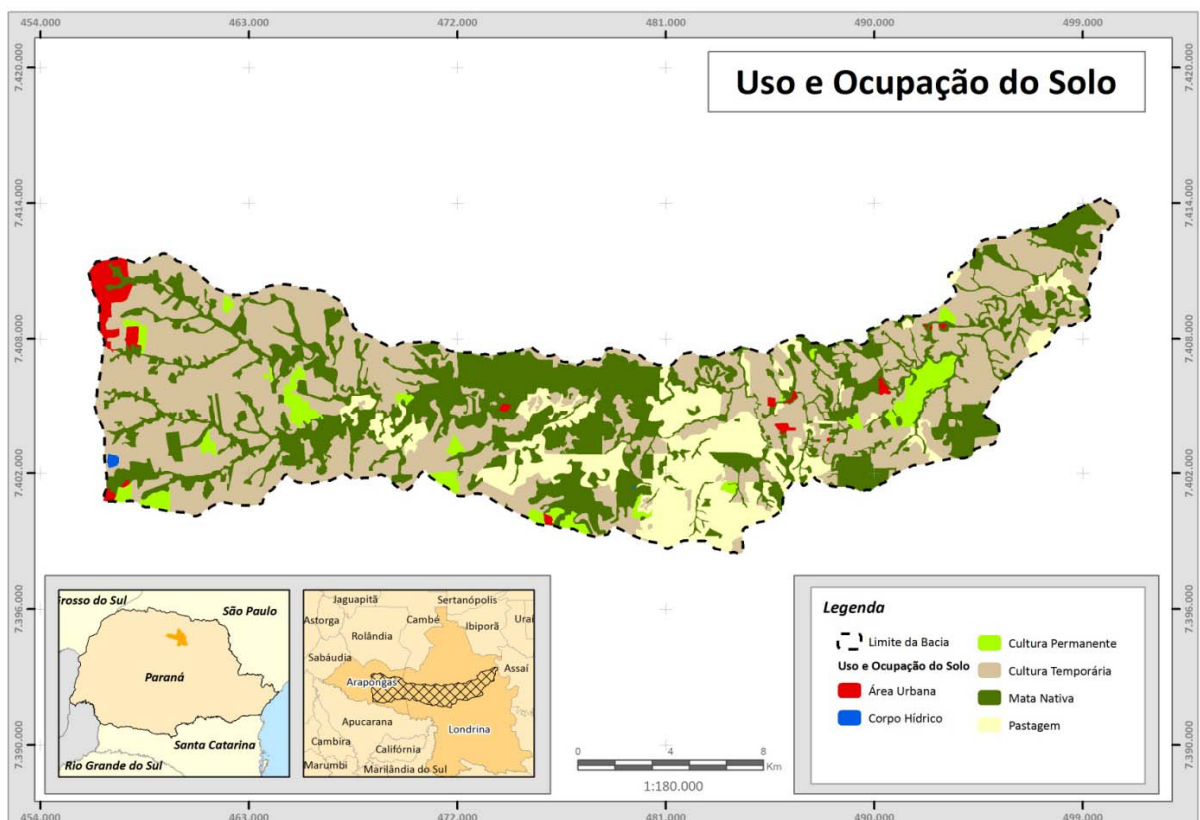 454.000 463.000 472.000 481.000 490.000 499.000
7.420.000 7.420.000
Uso e Ocupação do Solo
7.414.000 7.414.000
7.408.000 7.408.000
7.402.000 7.402.000
7.396.000 7.396.000
7.390.000 7.390.000
Grosso do Sul
São Paulo
Paraná
Santa Catarina
Rio Grande do Sul
Jaguapitã
Sertanópolis
Astorga
Cambé
Ibiporã
Urai
Rolândia
Sabáudia
Assaí
Arapongas
Apucarana
Londrina
Cambira
Califórnia
Marumbi
Marilândia do Sul
0 4 8
Km
1:180.000
Legenda
Limite da Bacia
Uso e Ocupação do Solo
Área Urbana
Corpo Hídrico
Cultura Permanente
Cultura Temporária
Mata Nativa
Pastagem
454.000 463.000 472.000 481.000 490.000 499.000